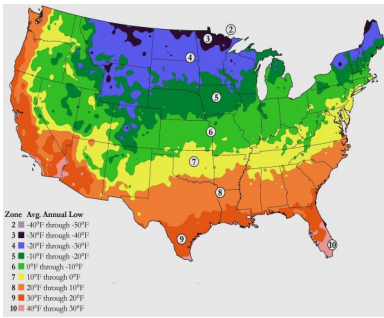 2
3
4
5
6
7
8
9
10
Zone Avg. Annual Low
2 -40°F through -50°F
3 -30°F through -40°F
4 -20°F through -30°F
5 -10°F through -20°F
6 0°F through -10°F
7 10°F through 0°F
8 20°F through 10°F
9 30°F through 20°F
10 40°F through 30°F